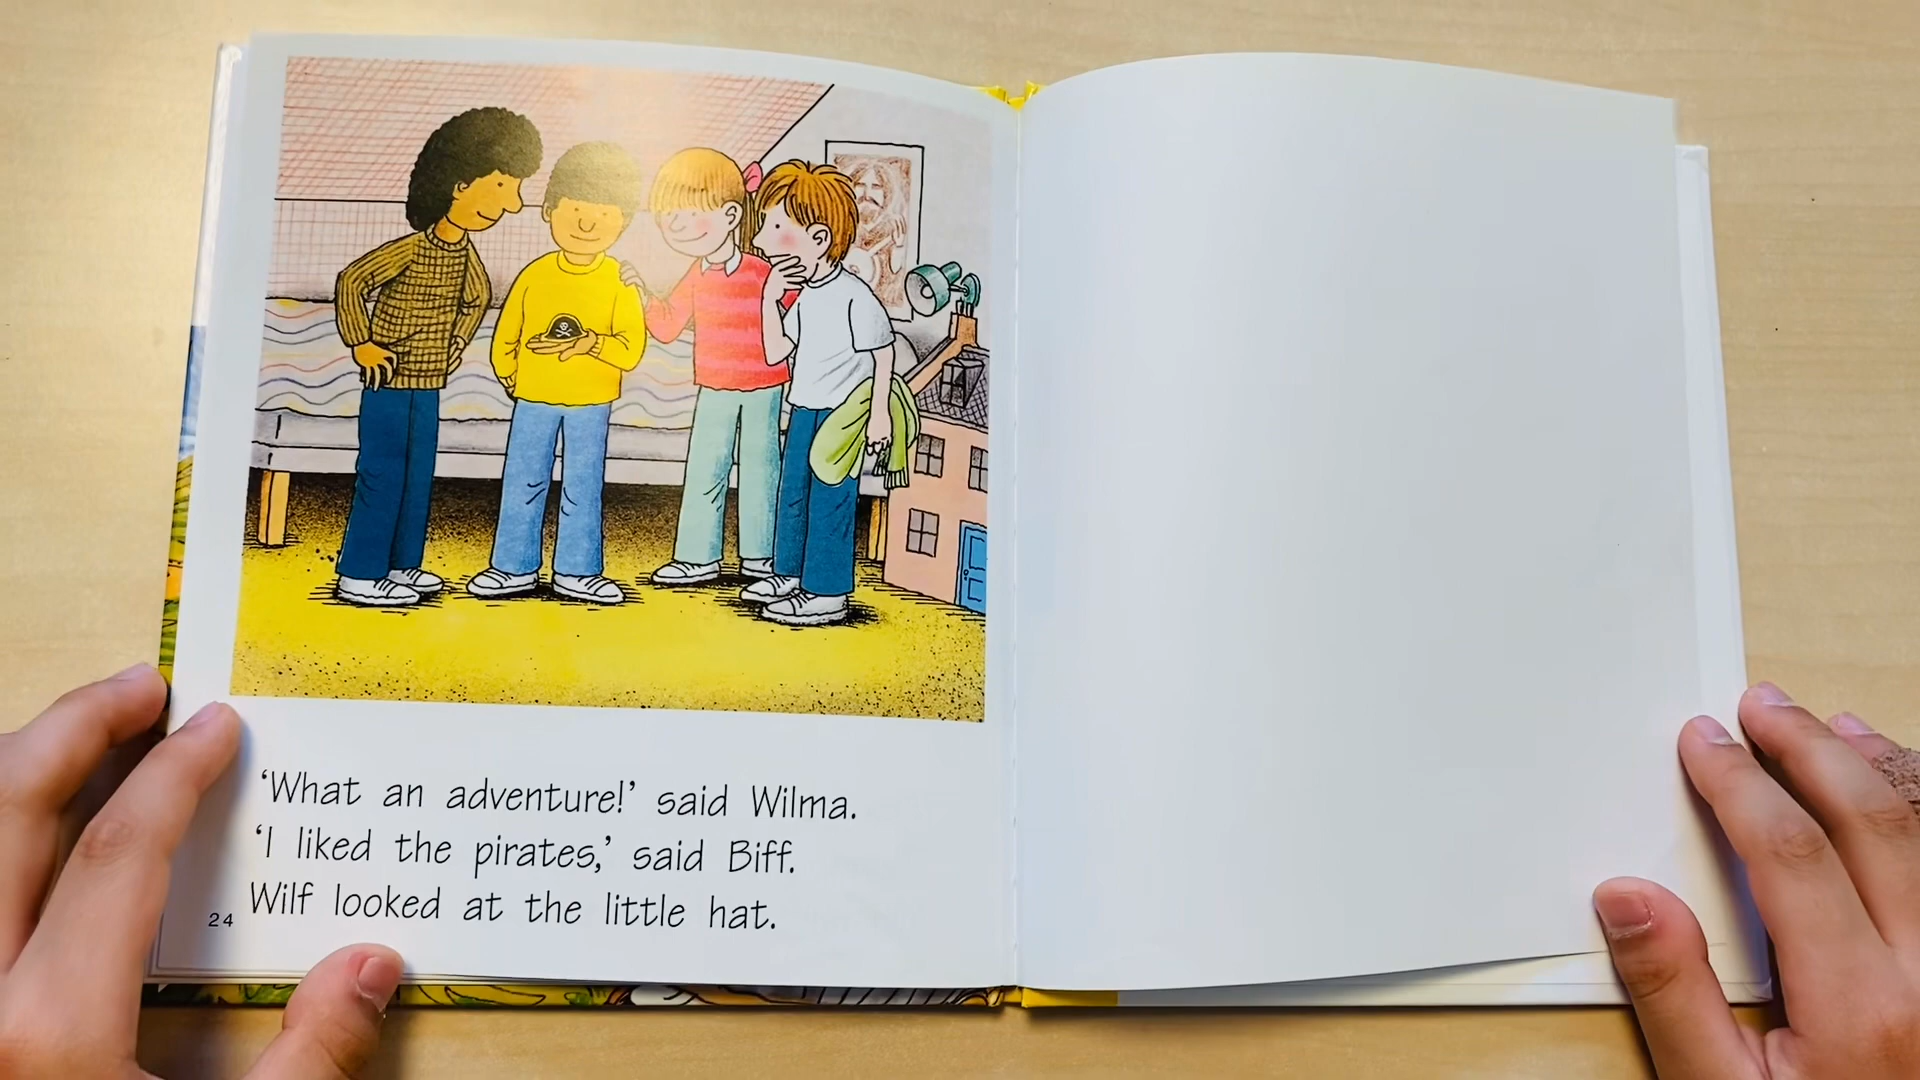 ‘What an adventure!’ said Wilma.
‘I liked the pirates,’ said Biff.
Wilf looked at the little hat.
24